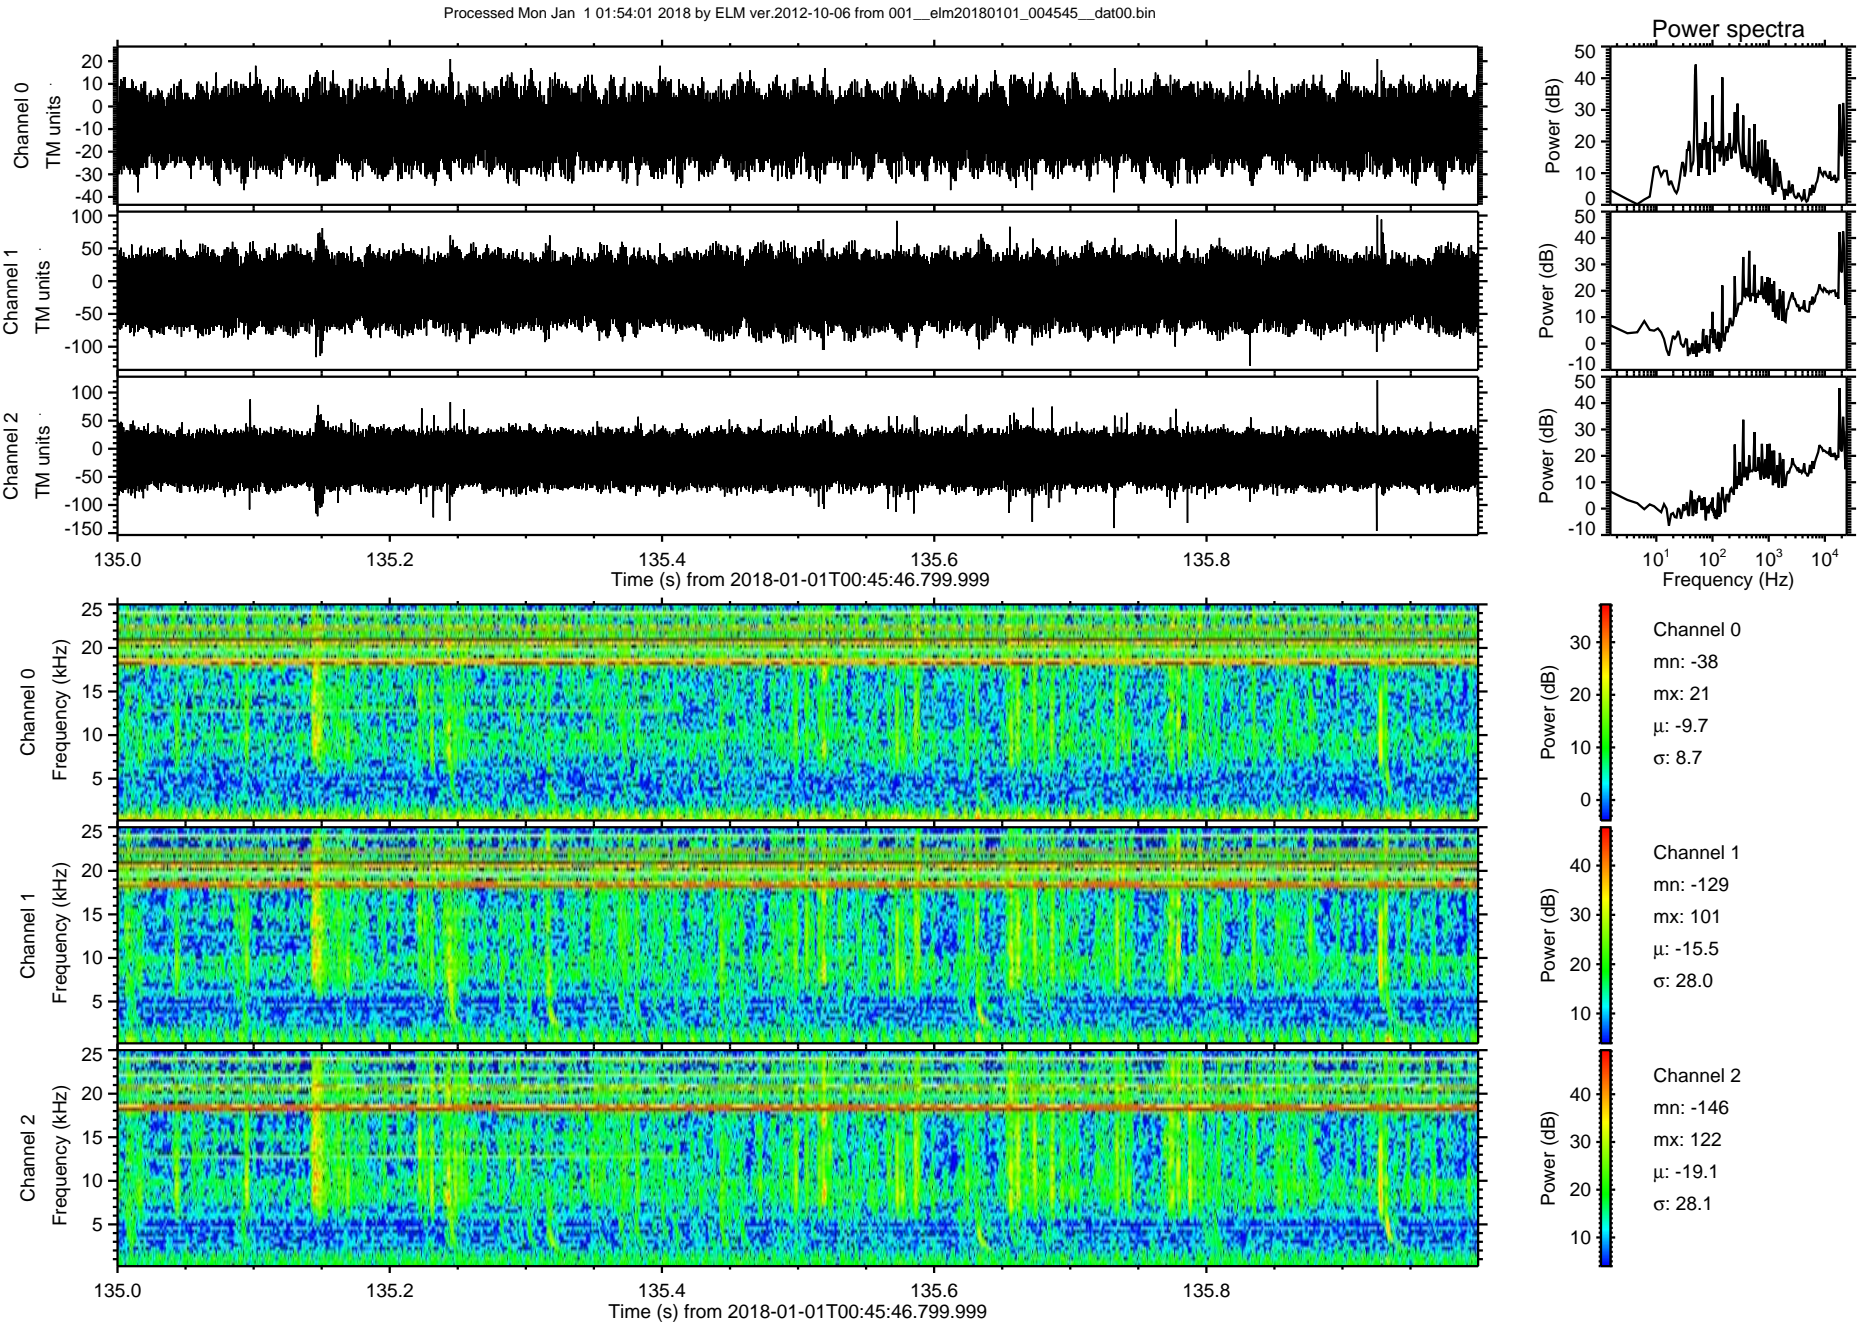 Processed Mon Jan  1 01:54:01 2018 by ELM ver.2012-10-06 from 001__elm20180101_004545__dat00.bin
Power spectra
Channel 0
TM units
20
10
0
-10
-20
-30
-40
Power (dB)
50
40
30
20
10
0
Channel 1
TM units
100
50
0
-50
-100
Power (dB)
50
40
30
20
10
0
-10
Channel 2
TM units
100
50
0
-50
-100
-150
Power (dB)
50
40
30
20
10
0
-10
135.0 135.2 135.4 135.6 135.8
Time (s) from 2018-01-01T00:45:46.799.999
10¹ 10² 10³ 10⁴
Frequency (Hz)
Channel 0
Frequency (kHz)
25
20
15
10
5
Power (dB)
30
20
10
0
Channel 0
mn: -38
mx: 21
μ: -9.7
σ: 8.7
Channel 1
Frequency (kHz)
25
20
15
10
5
Power (dB)
40
30
20
10
Channel 1
mn: -129
mx: 101
μ: -15.5
σ: 28.0
Channel 2
Frequency (kHz)
25
20
15
10
5
Power (dB)
40
30
20
10
Channel 2
mn: -146
mx: 122
μ: -19.1
σ: 28.1
135.0 135.2 135.4 135.6 135.8
Time (s) from 2018-01-01T00:45:46.799.999